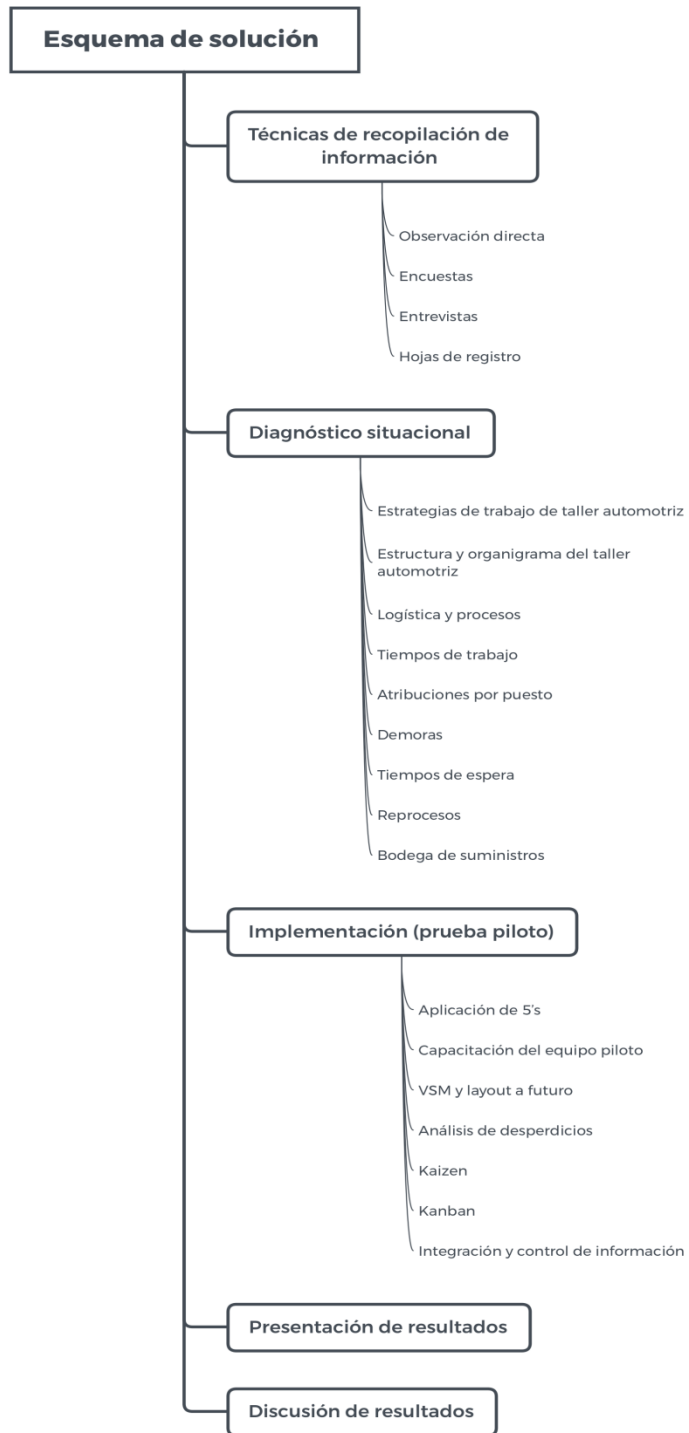 Esquema de solución
Técnicas de recopilación de
información
Observación directa
Encuestas
Entrevistas
Hojas de registro
Diagnóstico situacional
Estrategias de trabajo de taller automotriz
Estructura y organigrama del taller
automotriz
Logística y procesos
Tiempos de trabajo
Atribuciones por puesto
Demoras
Tiempos de espera
Reprocesos
Bodega de suministros
Implementación (prueba piloto)
Aplicación de 5's
Capacitación del equipo piloto
VSM y layout a futuro
Análisis de desperdicios
Kaizen
Kanban
Integración y control de información
Presentación de resultados
Discusión de resultados